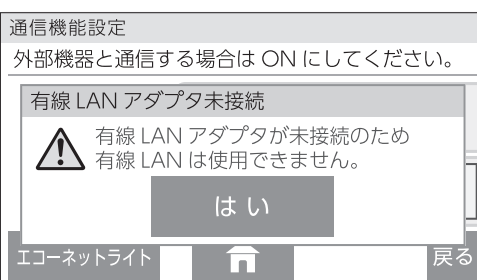 通信機能設定
外部機器と通信する場合は ON にしてください。
有線 LAN アダプタ未接続
有線 LAN アダプタが未接続のため
有線 LAN は使用できません。
はい
エコーネットライト
戻る